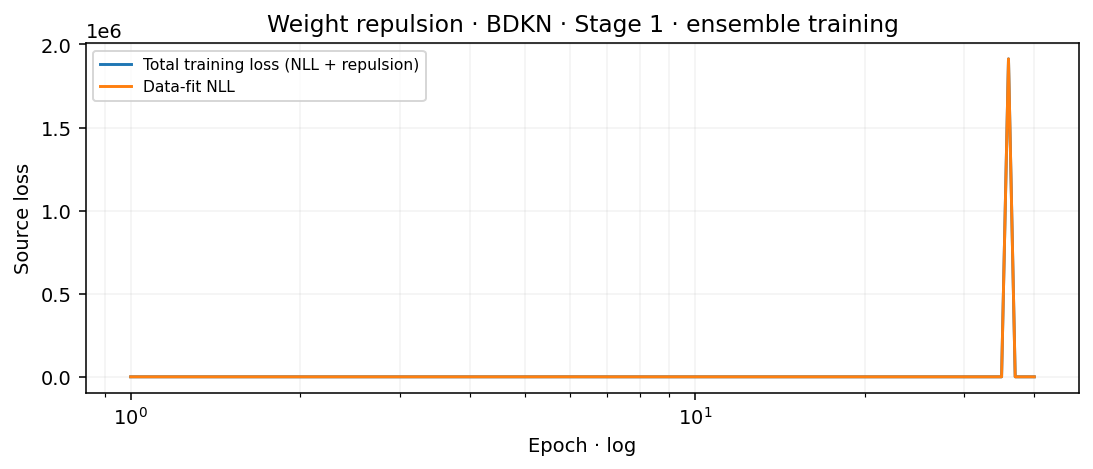 Weight repulsion · BDKN · Stage 1 · ensemble training
1e6
2.0
1.5
1.0
0.5
0.0
Source loss
Total training loss (NLL + repulsion)
Data-fit NLL
10⁰
10¹
Epoch · log